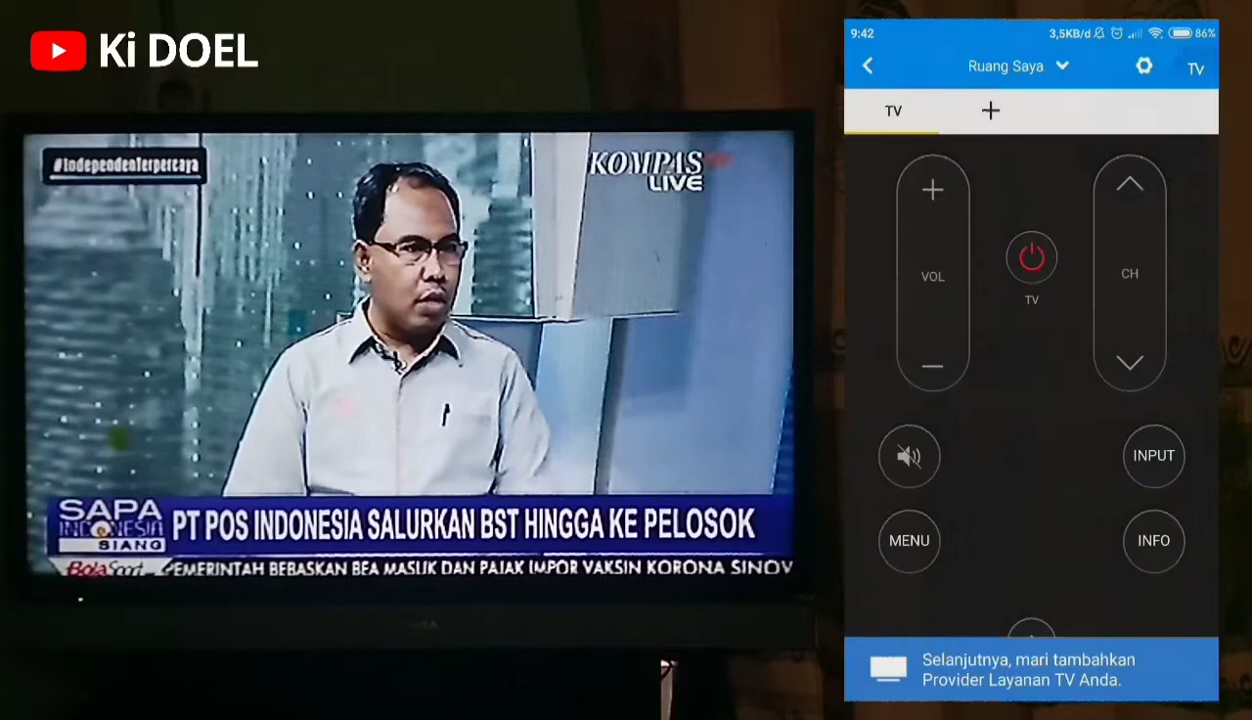 Ki DOEL
#IndependenTerpercaya
KOMPAS TV
LIVE
SAPA
INDONESIA
SIANG
PT POS INDONESIA SALURKAN BST HINGGA KE PELOSOK
BolaSport
PEMERINTAH BEBASKAN BEA MASUK DAN PAJAK IMPOR VAKSIN KORONA SINOV
9:42
3,5KB/d
86%
Ruang Saya
TV
TV
+
+
VOL
−
TV
CH
INPUT
MENU
INFO
Selanjutnya, mari tambahkan
Provider Layanan TV Anda.